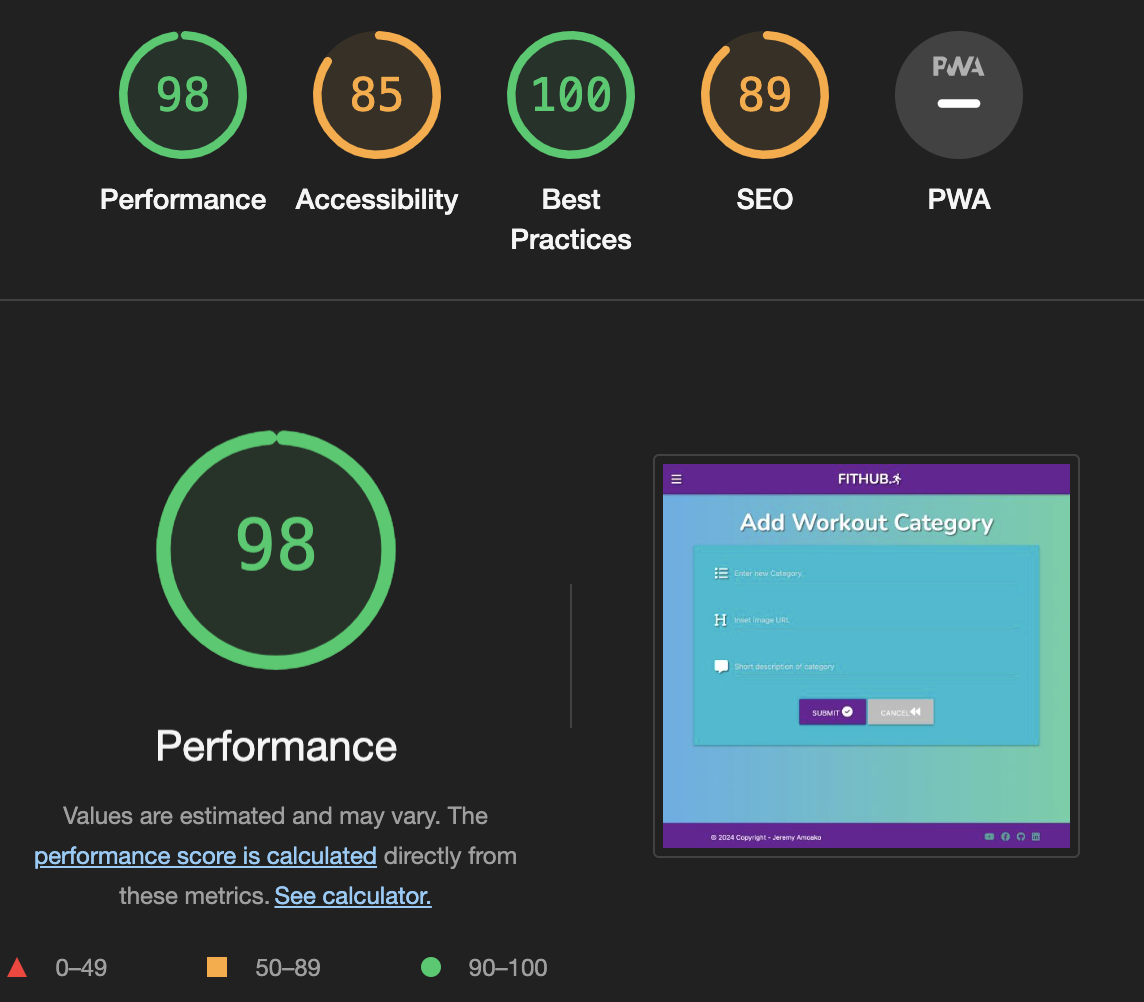 98
85
100
89
PWA
Performance
Accessibility
Best
Practices
SEO
PWA
98
Performance
Values are estimated and may vary. The
performance score is calculated directly from
these metrics. See calculator.
0–49
50–89
90–100
FITHUB.
Add Workout Category
Enter new Category
Inset Image URL
Short description of category
SUBMIT
CANCEL
© 2024 Copyright - Jeremy Amoako